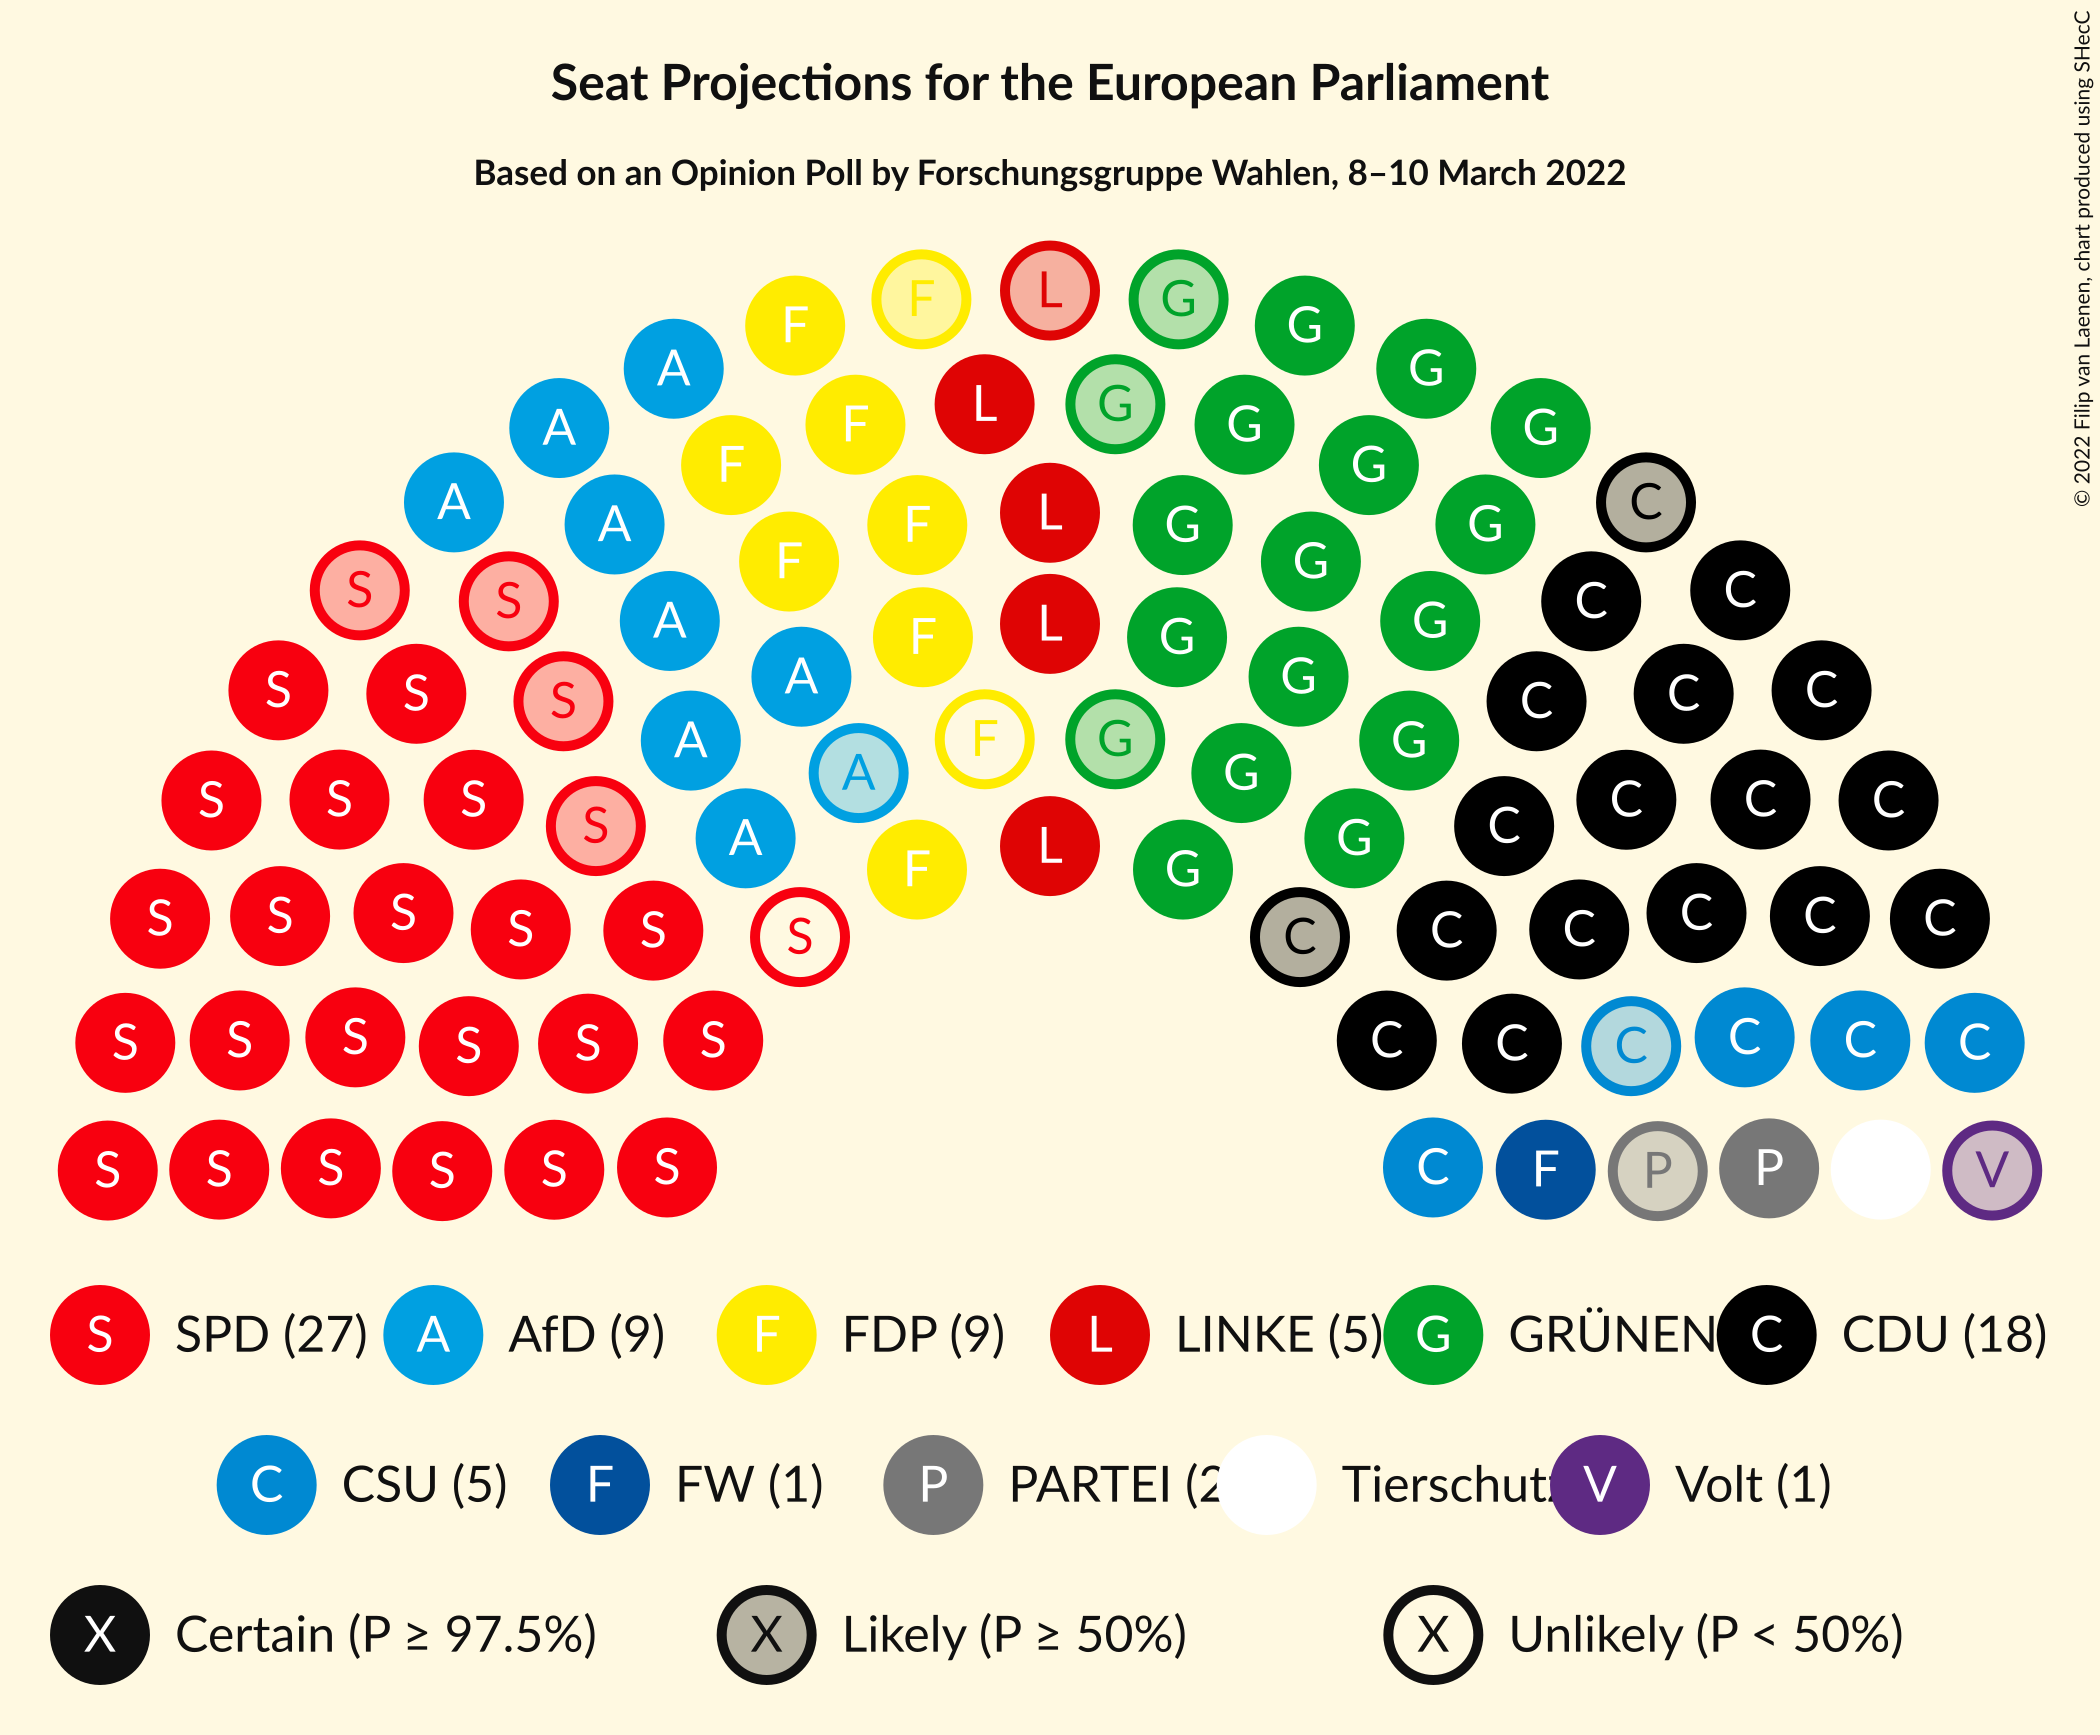 © 2022 Filip van Laenen, chart produced using SHecC
Seat Projections for the European Parliament
Based on an Opinion Poll by Forschungsgruppe Wahlen, 8–10 March 2022
F L G
F G
A G
L G
A F G G
F G
A C
A F L G G
F G
S S C C
A F L G G
S S S A G C C C
A F G G
A G
S S S C C C
S A L G C
F G
S S S S S S C C C C C C
S S S S S S C C C C C C
S S S S S S C F P P V
S SPD (27) A AfD (9) F FDP (9) L LINKE (5) G GRÜNEN C CDU (18)
C CSU (5) F FW (1) P PARTEI (2 Tierschutz V Volt (1)
X Certain (P ≥ 97.5%) X Likely (P ≥ 50%) X Unlikely (P < 50%)